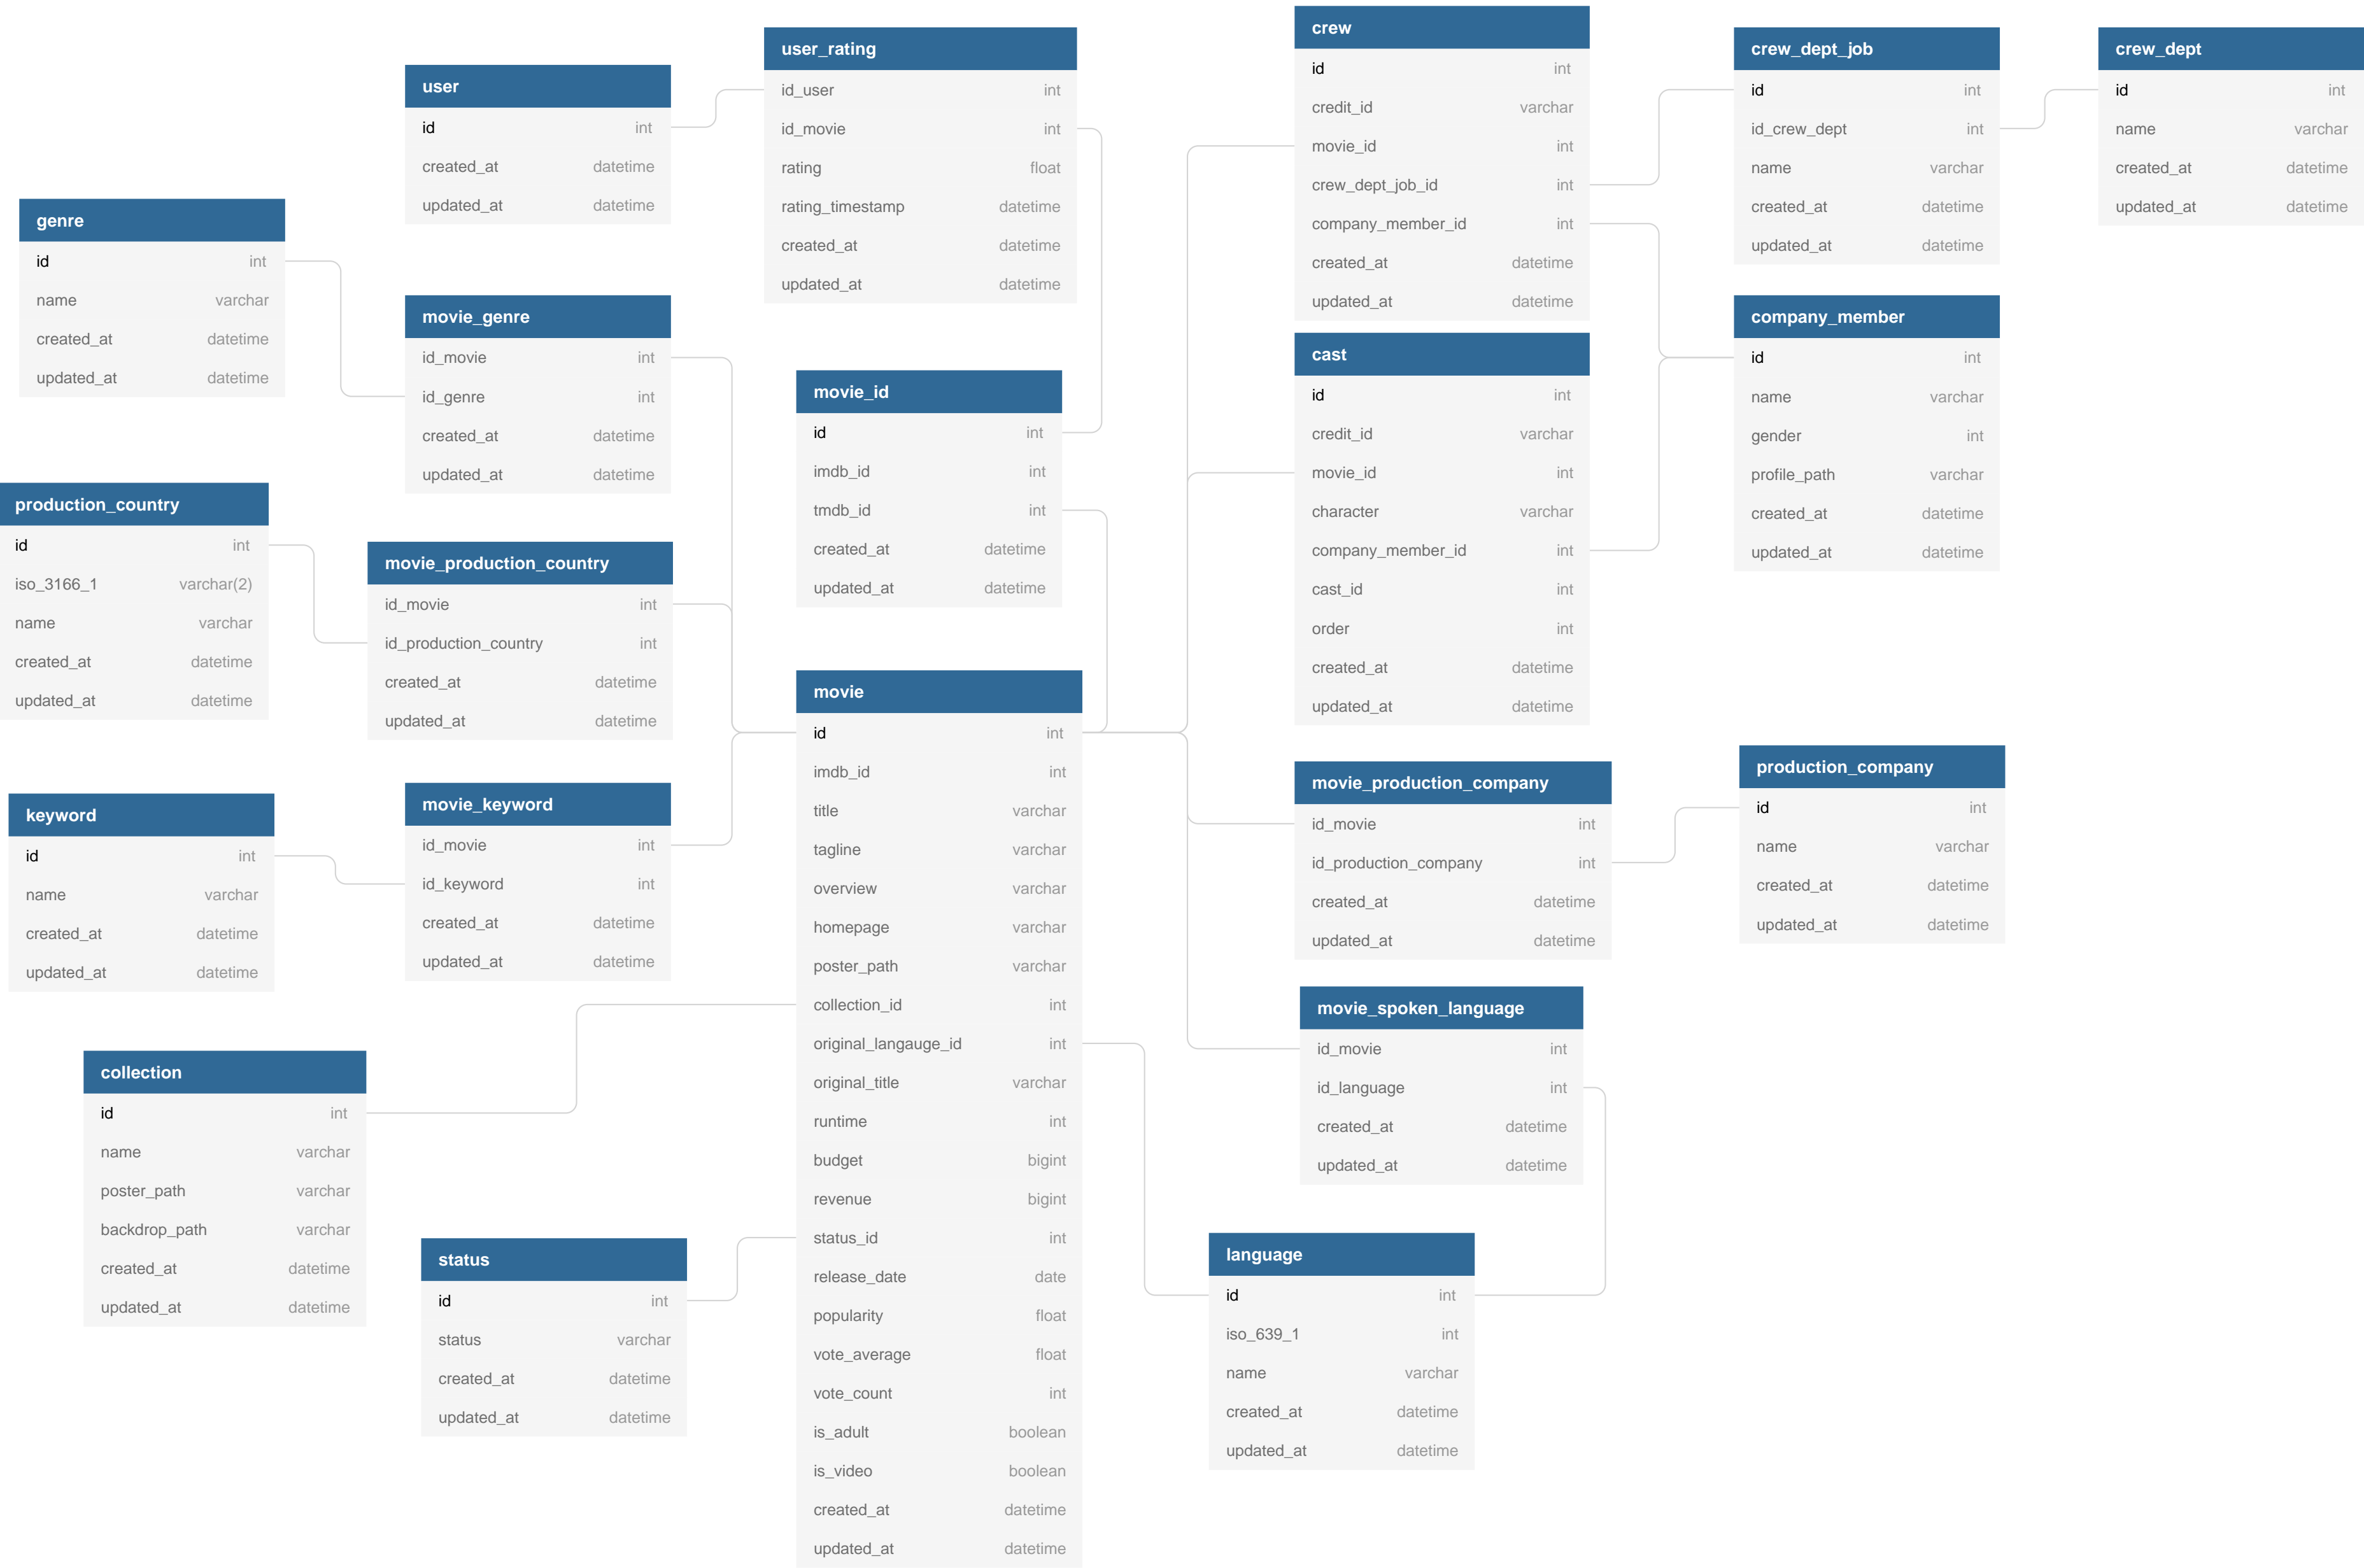 user
id int
created_at datetime
updated_at datetime
user_rating
id_user int
id_movie int
rating float
rating_timestamp datetime
created_at datetime
updated_at datetime
crew
id int
credit_id varchar
movie_id int
crew_dept_job_id int
company_member_id int
created_at datetime
updated_at datetime
crew_dept_job
id int
id_crew_dept int
name varchar
created_at datetime
updated_at datetime
crew_dept
id int
name varchar
created_at datetime
updated_at datetime
genre
id int
name varchar
created_at datetime
updated_at datetime
movie_genre
id_movie int
id_genre int
created_at datetime
updated_at datetime
movie_id
id int
imdb_id int
tmdb_id int
created_at datetime
updated_at datetime
cast
id int
credit_id varchar
movie_id int
character varchar
company_member_id int
cast_id int
order int
created_at datetime
updated_at datetime
company_member
id int
name varchar
gender int
profile_path varchar
created_at datetime
updated_at datetime
production_country
id int
iso_3166_1 varchar(2)
name varchar
created_at datetime
updated_at datetime
movie_production_country
id_movie int
id_production_country int
created_at datetime
updated_at datetime
movie
id int
imdb_id int
title varchar
tagline varchar
overview varchar
homepage varchar
poster_path varchar
collection_id int
original_langauge_id int
original_title varchar
runtime int
budget bigint
revenue bigint
status_id int
release_date date
popularity float
vote_average float
vote_count int
is_adult boolean
is_video boolean
created_at datetime
updated_at datetime
movie_production_company
id_movie int
id_production_company int
created_at datetime
updated_at datetime
production_company
id int
name varchar
created_at datetime
updated_at datetime
keyword
id int
name varchar
created_at datetime
updated_at datetime
movie_keyword
id_movie int
id_keyword int
created_at datetime
updated_at datetime
movie_spoken_language
id_movie int
id_language int
created_at datetime
updated_at datetime
collection
id int
name varchar
poster_path varchar
backdrop_path varchar
created_at datetime
updated_at datetime
status
id int
status varchar
created_at datetime
updated_at datetime
language
id int
iso_639_1 int
name varchar
created_at datetime
updated_at datetime